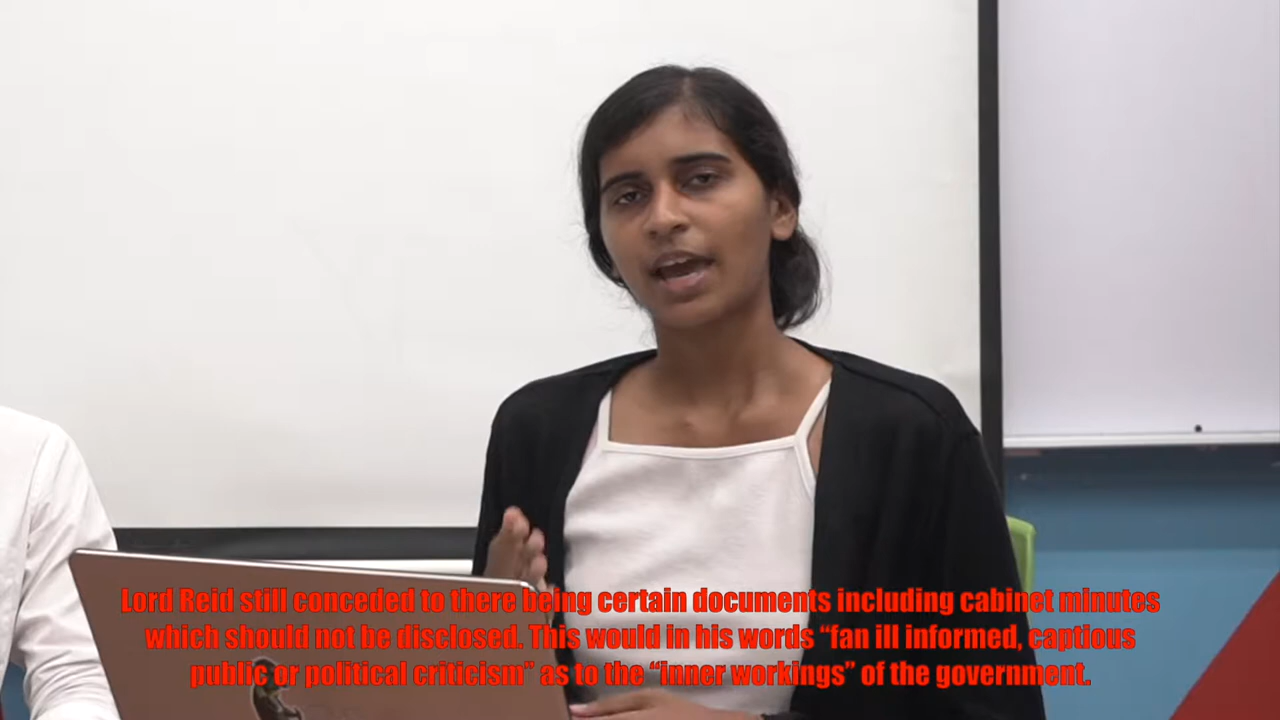 Lord Reid still conceded to there being certain documents including cabinet minutes
which should not be disclosed. This would in his words “fan ill informed, captious
public or political criticism” as to the “inner workings” of the government.